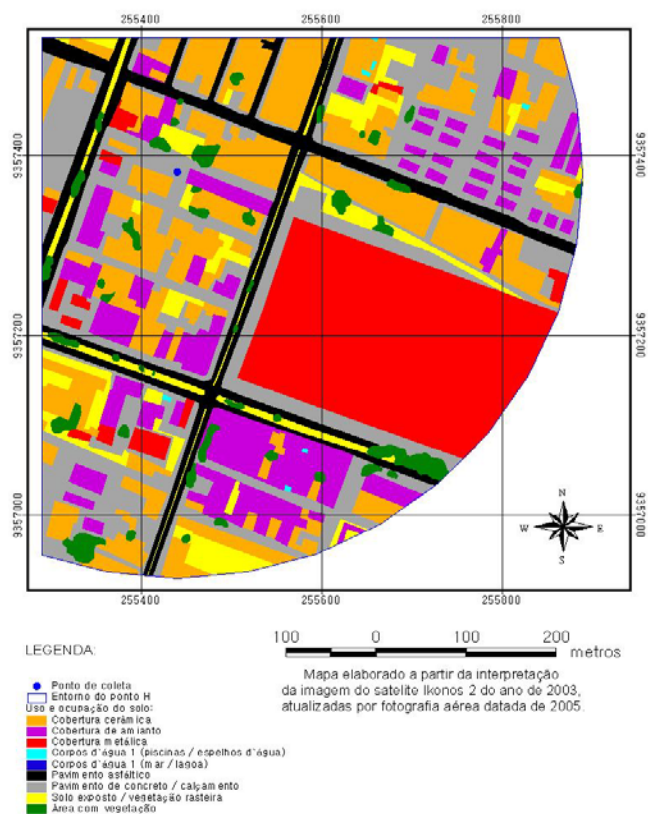 255400 255600 255800
9357400 9357400
9357200 9357200
9357000 9357000
N
W E
S
255400 255600 255800
LEGENDA:
100 0 100 200
metros
Mapa elaborado a partir da interpretação
da imagem do satelite Ikonos 2 do ano de 2003,
atualizadas por fotografia aérea datada de 2005.
Ponto de coleta
Entorno do ponto H
Uso e ocupação do solo:
Cobertura cerâmica
Cobertura de amianto
Cobertura metálica
Corpos d'água 1 (piscinas / espelhos d'água)
Corpos d'água 1 (mar / lagoa)
Pavimento asfáltico
Pavimento de concreto / calçamento
Solo exposto / vegetação rasteira
Área com vegetação